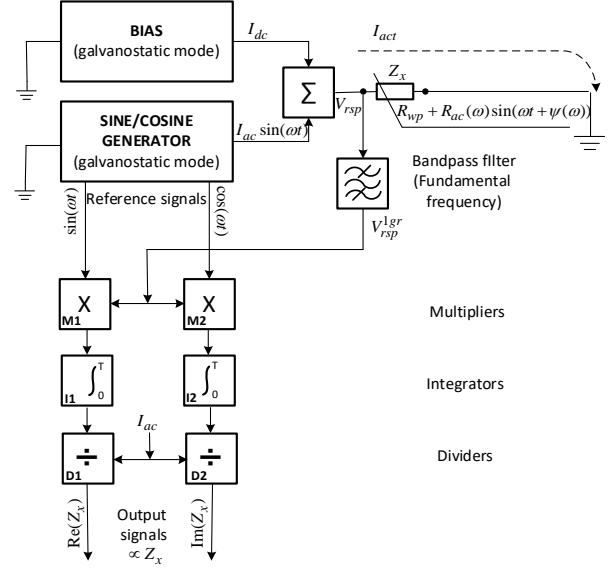 BIAS
(galvanostatic mode)
I_dc
I_act
Σ
V_rsp
Z_x
R_wp + R_ac(ω)sin(ωt + ψ(ω))
SINE/COSINE
GENERATOR
(galvanostatic mode)
I_ac sin(ωt)
Reference signals
sin(ωt)
cos(ωt)
Bandpass fIlter
(Fundamental
frequency)
V_rsp^1gr
X
M1
X
M2
Multipliers
∫_0^T
I1
∫_0^T
I2
Integrators
I_ac
÷
D1
÷
D2
Dividers
Re(Z_x)
Output
signals
∝ Z_x
Im(Z_x)